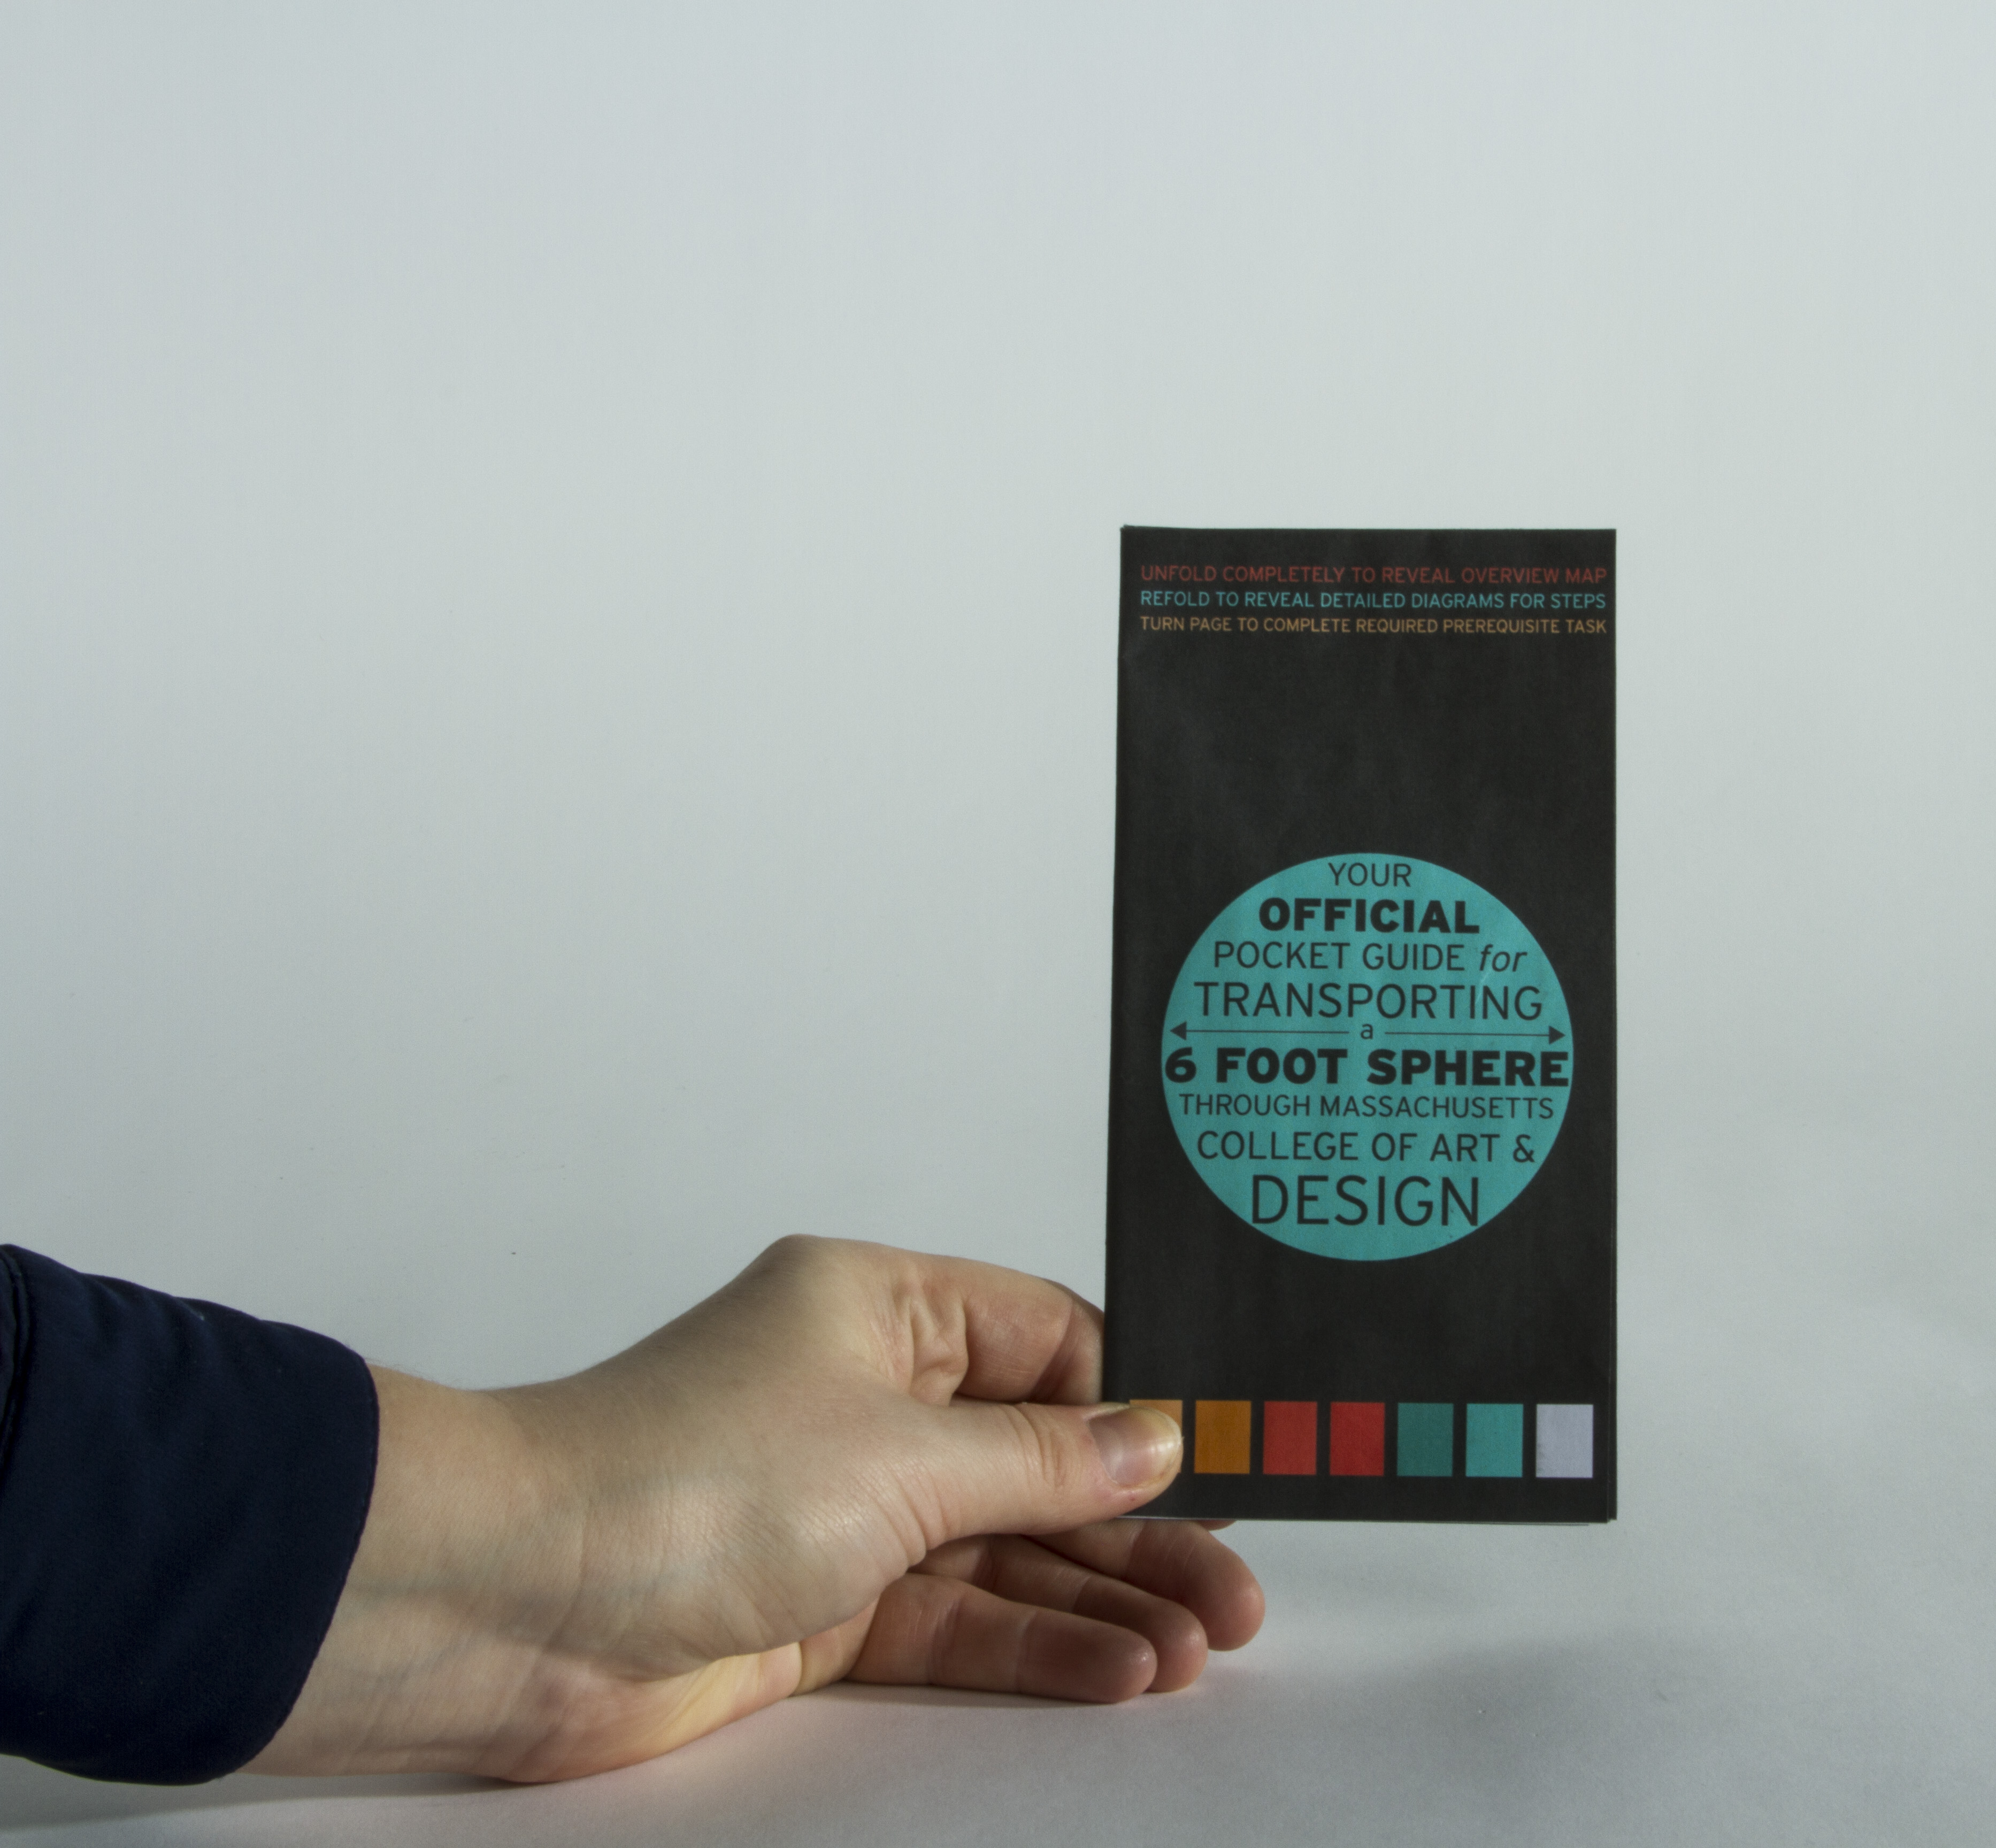 UNFOLD COMPLETELY TO REVEAL OVERVIEW MAP
REFOLD TO REVEAL DETAILED DIAGRAMS FOR STEPS
TURN PAGE TO COMPLETE REQUIRED PREREQUISITE TASK
YOUR
OFFICIAL
POCKET GUIDE for
TRANSPORTING
a
6 FOOT SPHERE
THROUGH MASSACHUSETTS
COLLEGE OF ART &
DESIGN